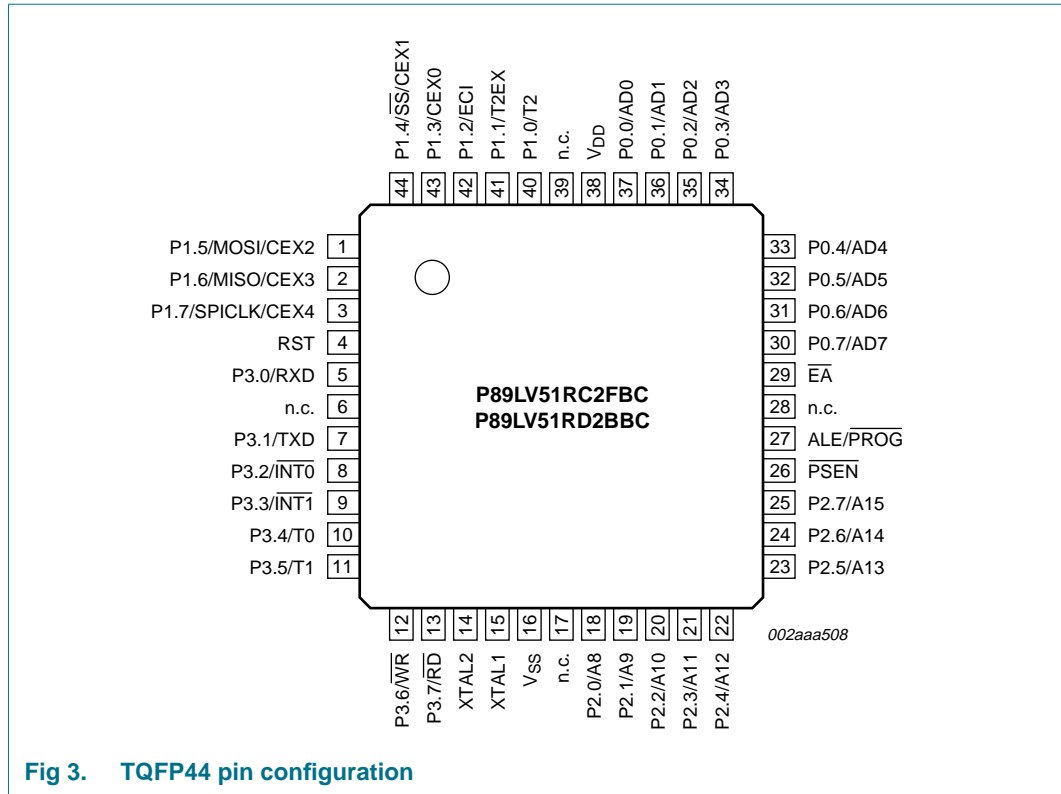 P1.4/S̅S̅/CEX1
P1.3/CEX0
P1.2/ECI
P1.1/T2EX
P1.0/T2
n.c.
VDD
P0.0/AD0
P0.1/AD1
P0.2/AD2
P0.3/AD3
44 43 42 41 40 39 38 37 36 35 34
P1.5/MOSI/CEX2 1
P1.6/MISO/CEX3 2
P1.7/SPICLK/CEX4 3
RST 4
P3.0/RXD 5
n.c. 6
P3.1/TXD 7
P3.2/I̅N̅T̅0̅ 8
P3.3/I̅N̅T̅1̅ 9
P3.4/T0 10
P3.5/T1 11
P89LV51RC2FBC
P89LV51RD2BBC
33 P0.4/AD4
32 P0.5/AD5
31 P0.6/AD6
30 P0.7/AD7
29 E̅A̅
28 n.c.
27 ALE/P̅R̅O̅G̅
26 P̅S̅E̅N̅
25 P2.7/A15
24 P2.6/A14
23 P2.5/A13
12 13 14 15 16 17 18 19 20 21 22
P3.6/W̅R̅
P3.7/R̅D̅
XTAL2
XTAL1
VSS
n.c.
P2.0/A8
P2.1/A9
P2.2/A10
P2.3/A11
P2.4/A12
002aaa508
Fig 3. TQFP44 pin configuration